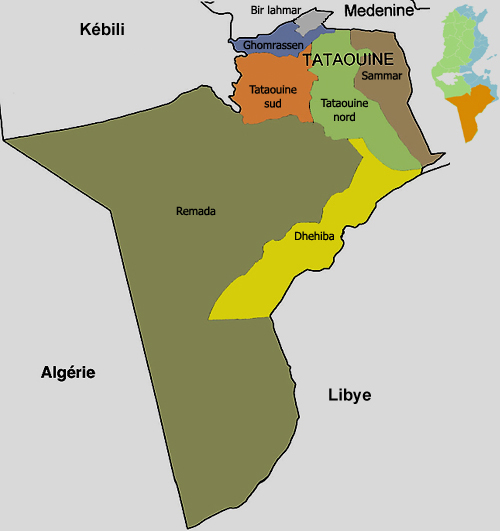 Bir lahmar
Medenine
Kébili
Ghomrassen
TATAOUINE
Sammar
Tataouine
sud
Tataouine
nord
Remada
Dhehiba
Algérie
Libye